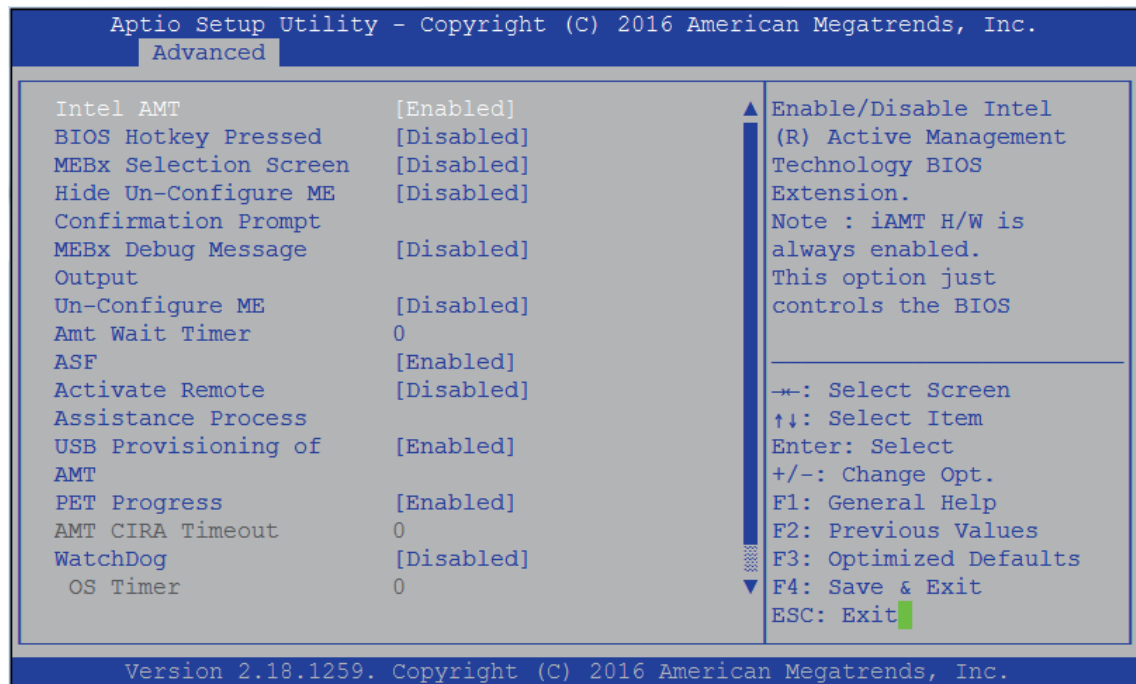 Aptio Setup Utility - Copyright (C) 2016 American Megatrends, Inc.
Advanced
Intel AMT [Enabled]
BIOS Hotkey Pressed [Disabled]
MEBx Selection Screen [Disabled]
Hide Un-Configure ME [Disabled]
Confirmation Prompt
MEBx Debug Message [Disabled]
Output
Un-Configure ME [Disabled]
Amt Wait Timer 0
ASF [Enabled]
Activate Remote [Disabled]
Assistance Process
USB Provisioning of [Enabled]
AMT
PET Progress [Enabled]
AMT CIRA Timeout 0
WatchDog [Disabled]
OS Timer 0
Enable/Disable Intel
(R) Active Management
Technology BIOS
Extension.
Note : iAMT H/W is
always enabled.
This option just
controls the BIOS
→←: Select Screen
↑↓: Select Item
Enter: Select
+/-: Change Opt.
F1: General Help
F2: Previous Values
F3: Optimized Defaults
F4: Save & Exit
ESC: Exit
Version 2.18.1259. Copyright (C) 2016 American Megatrends, Inc.